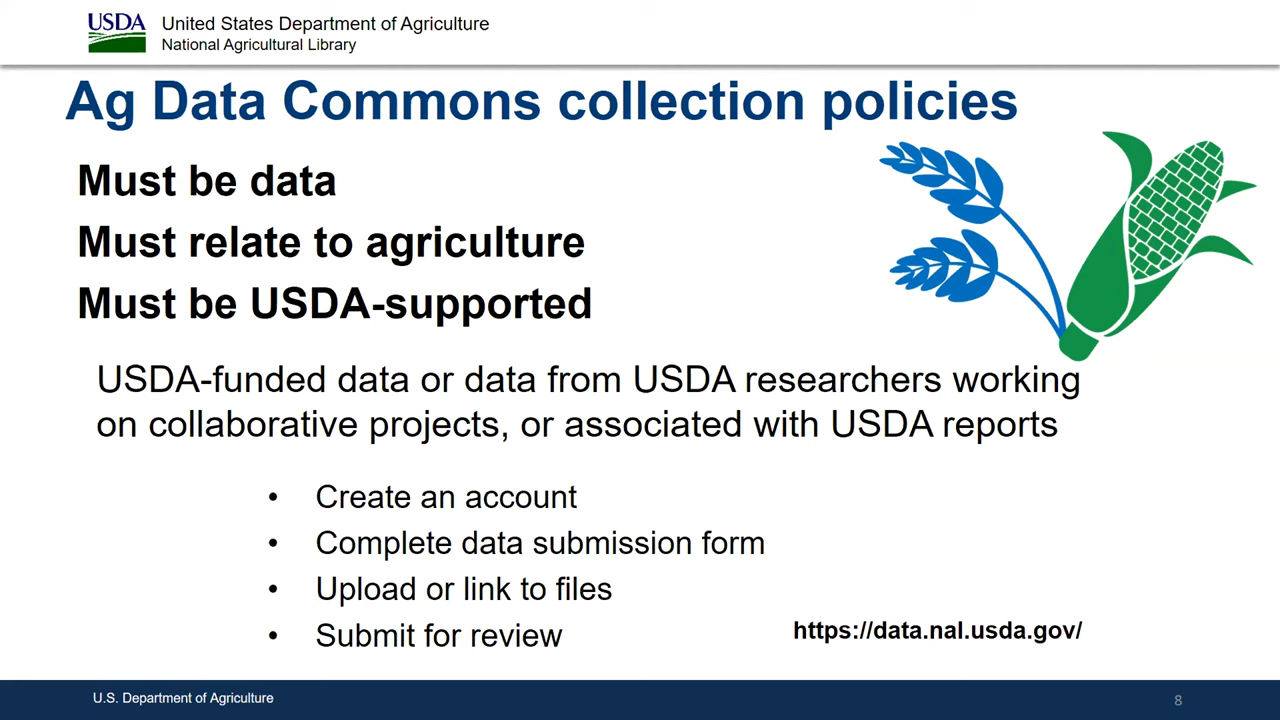 USDA
United States Department of Agriculture
National Agricultural Library
Ag Data Commons collection policies
Must be data
Must relate to agriculture
Must be USDA-supported
USDA-funded data or data from USDA researchers working
on collaborative projects, or associated with USDA reports
• Create an account
• Complete data submission form
• Upload or link to files
• Submit for review
https://data.nal.usda.gov/
U.S. Department of Agriculture
8